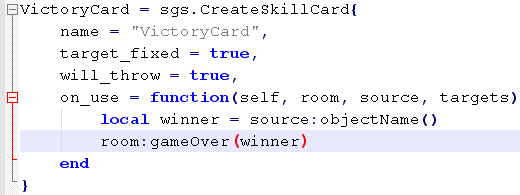 VictoryCard = sgs.CreateSkillCard{
name = "VictoryCard",
target_fixed = true,
will_throw = true,
on_use = function(self, room, source, targets)
local winner = source:objectName()
room:gameOver(winner)
end
}